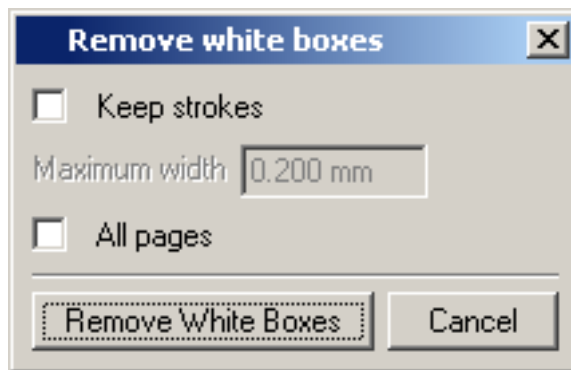 Remove white boxes
Keep strokes
Maximum width 0.200 mm
All pages
Remove White Boxes Cancel